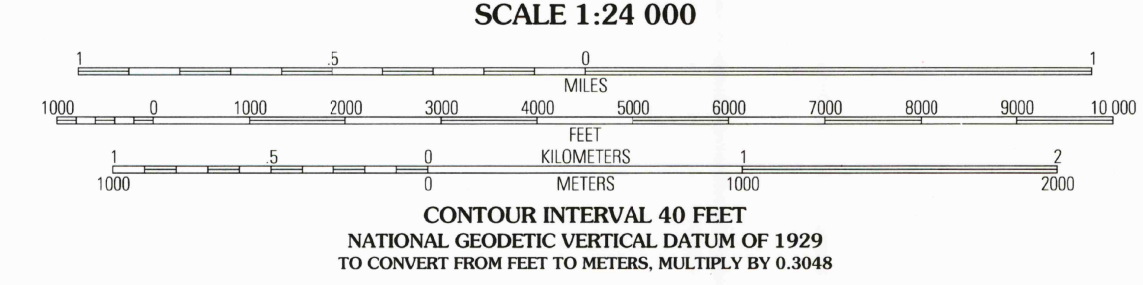 SCALE 1:24 000
1 .5 0 1
MILES
1000 0 1000 2000 3000 4000 5000 6000 7000 8000 9000 10 000
FEET
1 .5 0 KILOMETERS 1 2
1000 0 METERS 1000 2000
CONTOUR INTERVAL 40 FEET
NATIONAL GEODETIC VERTICAL DATUM OF 1929
TO CONVERT FROM FEET TO METERS, MULTIPLY BY 0.3048